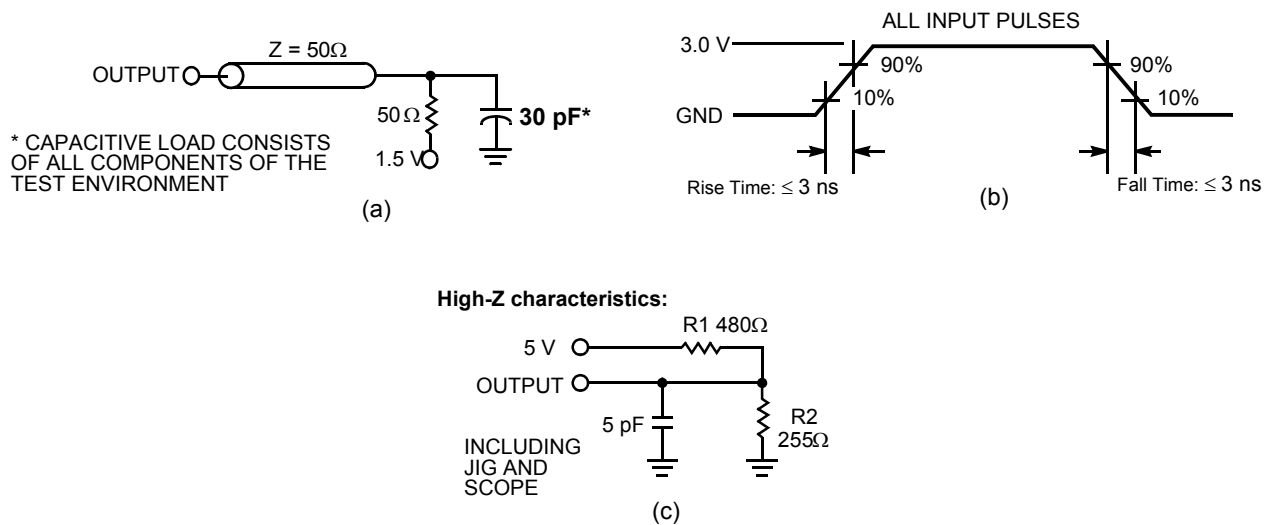 Z = 50Ω
OUTPUT
50Ω
30 pF*
1.5 V
* CAPACITIVE LOAD CONSISTS
OF ALL COMPONENTS OF THE
TEST ENVIRONMENT
(a)
ALL INPUT PULSES
3.0 V
90%
10%
GND
90%
10%
Rise Time: ≤ 3 ns
Fall Time: ≤ 3 ns
(b)
High-Z characteristics:
R1 480Ω
5 V
OUTPUT
5 pF
R2
255Ω
INCLUDING
JIG AND
SCOPE
(c)